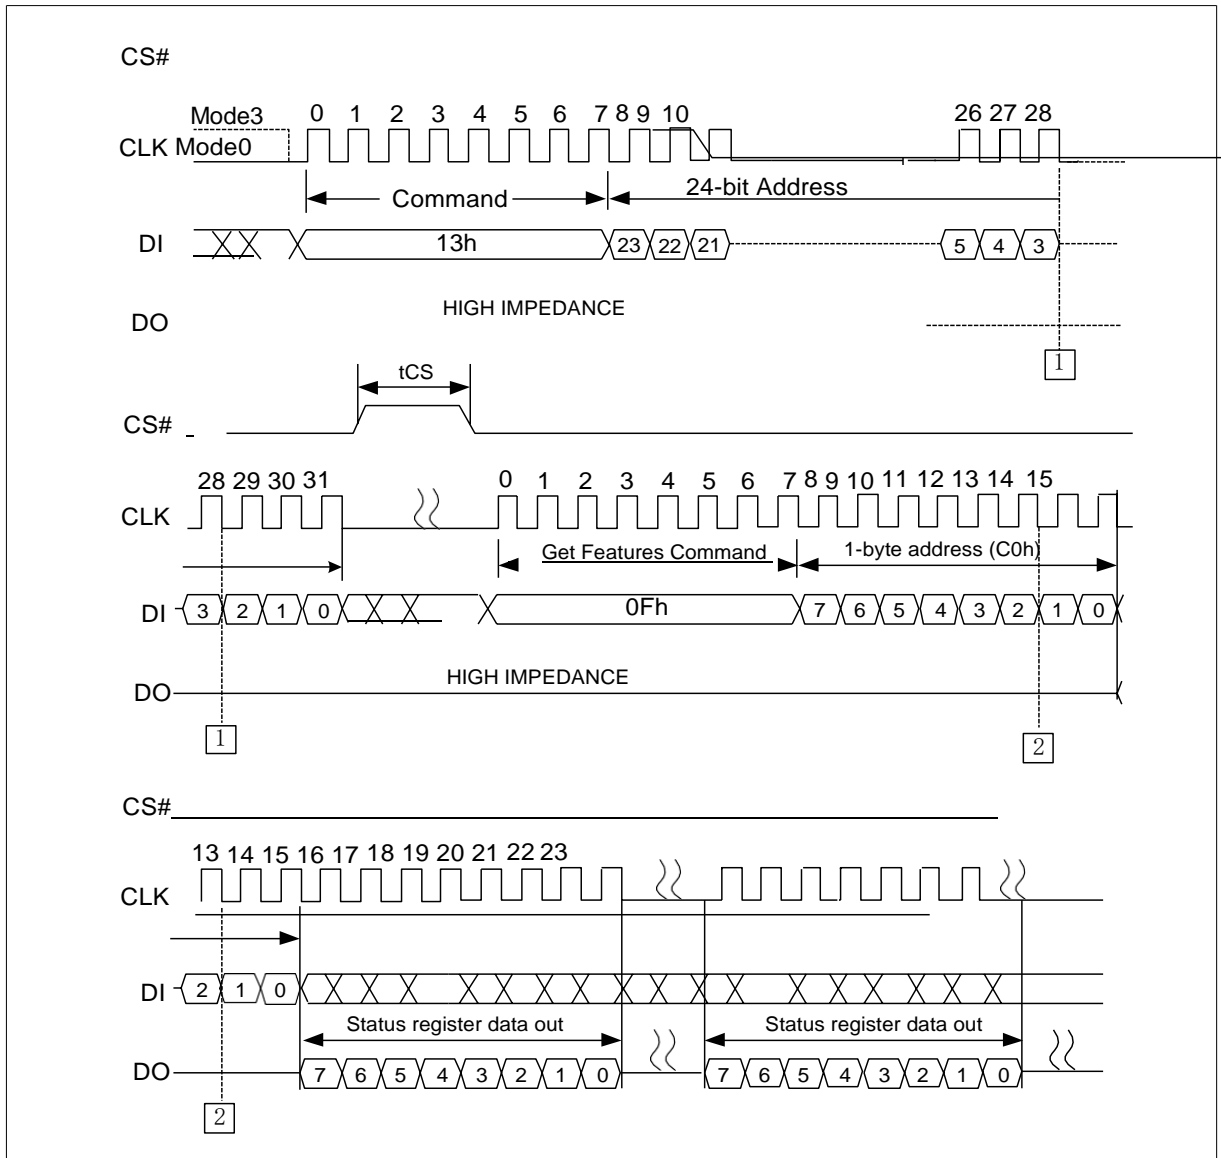 CS#
Mode3
0 1 2 3 4 5 6 7 8 9 10 26 27 28
CLK Mode0
Command 24-bit Address
DI 13h 23 22 21 5 4 3
HIGH IMPEDANCE
DO
1
tCS
CS#
28 29 30 31 0 1 2 3 4 5 6 7 8 9 10 11 12 13 14 15
CLK
Get Features Command 1-byte address (C0h)
DI 3 2 1 0 0Fh 7 6 5 4 3 2 1 0
HIGH IMPEDANCE
DO
1 2
CS#
13 14 15 16 17 18 19 20 21 22 23
CLK
DI 2 1 0
Status register data out Status register data out
DO 7 6 5 4 3 2 1 0 7 6 5 4 3 2 1 0
2